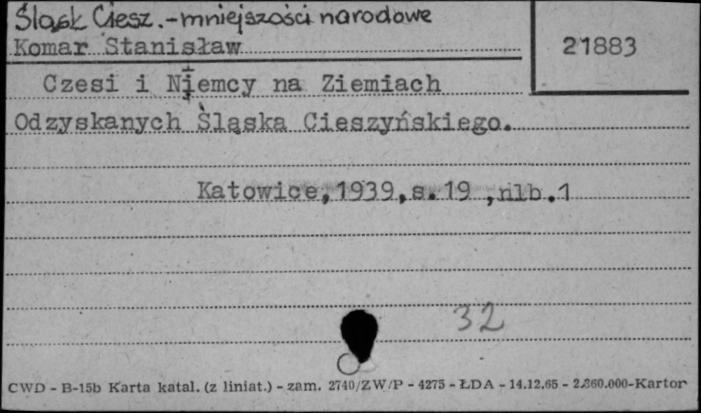 Śląsk Ciesz. - mniejszości narodowe
Komar Stanisław
21883
Czesi i Niemcy na Ziemiach
Odzyskanych Śląska Cieszyńskiego.
Katowice, 1939, s. 19 , nlb. 1
32
CWD - B-15b Karta katal. (z liniat.) - zam. 2740/ZW/P - 4275 - ŁDA - 14.12.65 - 2.360.000-Kartor